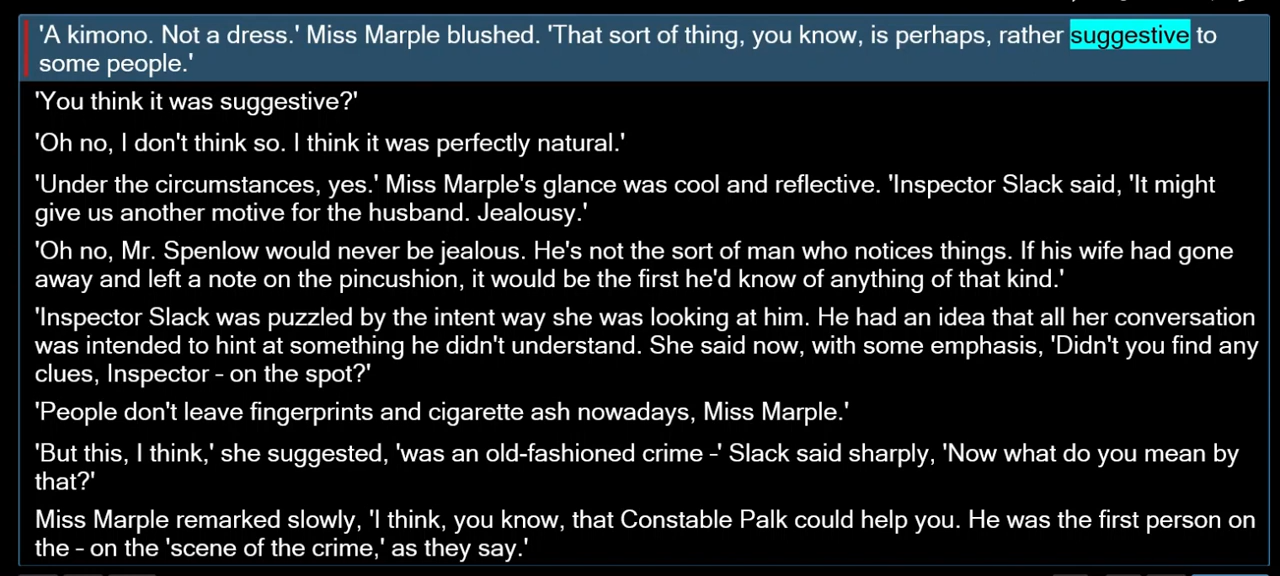 'A kimono. Not a dress.' Miss Marple blushed. 'That sort of thing, you know, is perhaps, rather suggestive to
some people.'
'You think it was suggestive?'
'Oh no, I don't think so. I think it was perfectly natural.'
'Under the circumstances, yes.' Miss Marple's glance was cool and reflective. 'Inspector Slack said, 'It might
give us another motive for the husband. Jealousy.'
'Oh no, Mr. Spenlow would never be jealous. He's not the sort of man who notices things. If his wife had gone
away and left a note on the pincushion, it would be the first he'd know of anything of that kind.'
'Inspector Slack was puzzled by the intent way she was looking at him. He had an idea that all her conversation
was intended to hint at something he didn't understand. She said now, with some emphasis, 'Didn't you find any
clues, Inspector – on the spot?'
'People don't leave fingerprints and cigarette ash nowadays, Miss Marple.'
'But this, I think,' she suggested, 'was an old-fashioned crime –' Slack said sharply, 'Now what do you mean by
that?'
Miss Marple remarked slowly, 'I think, you know, that Constable Palk could help you. He was the first person on
the – on the 'scene of the crime,' as they say.'